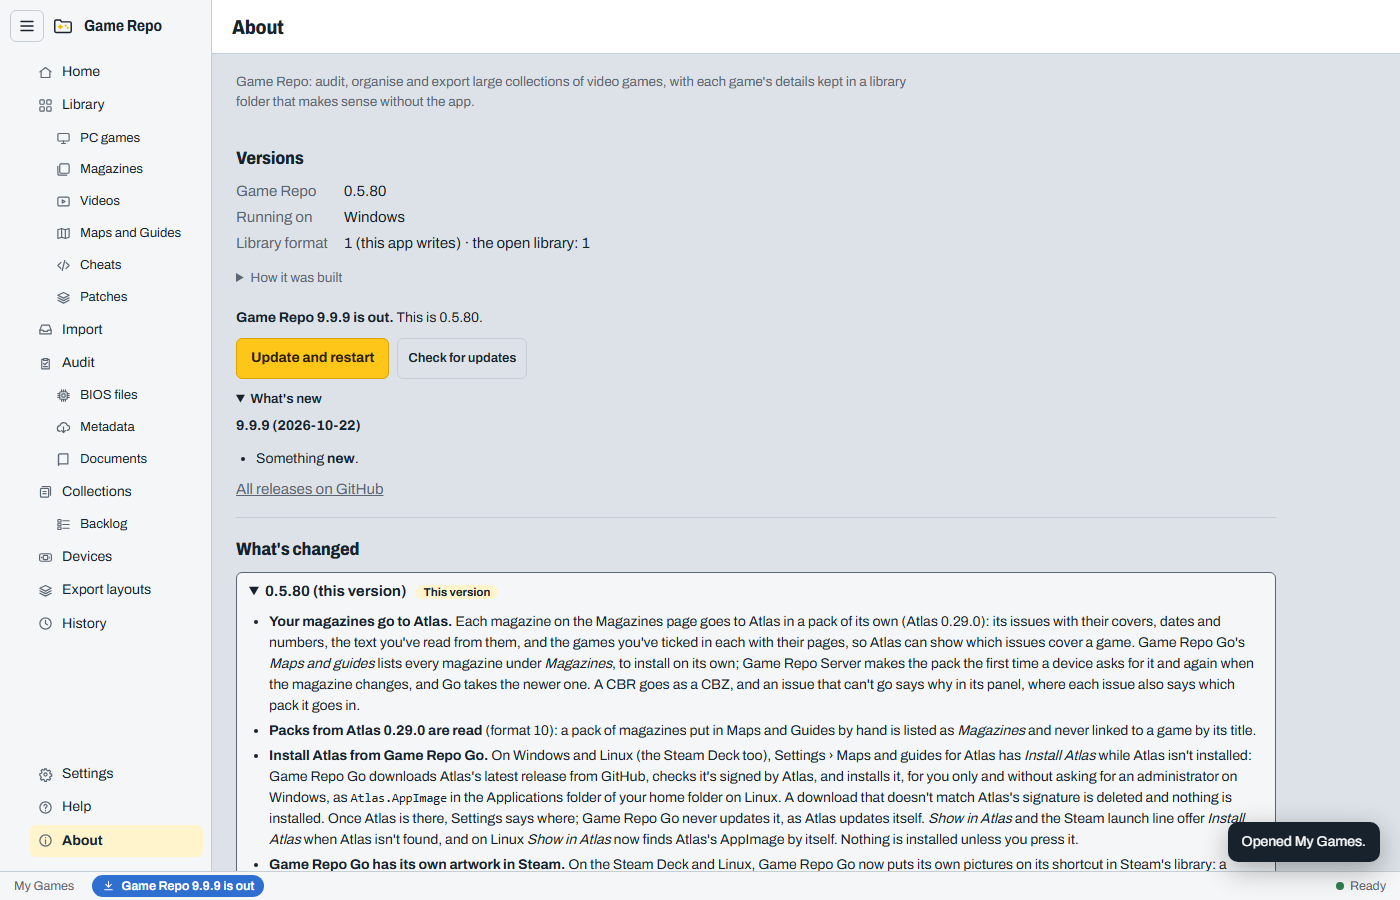 Game Repo
Home
Library
PC games
Magazines
Videos
Maps and Guides
Cheats
Patches
Import
Audit
BIOS files
Metadata
Documents
Collections
Backlog
Devices
Export layouts
History
Settings
Help
About
About
Game Repo: audit, organise and export large collections of video games, with each game's details kept in a library
folder that makes sense without the app.
Versions
Game Repo 0.5.80
Running on Windows
Library format 1 (this app writes) · the open library: 1
How it was built
Game Repo 9.9.9 is out. This is 0.5.80.
Update and restart Check for updates
What's new
9.9.9 (2026-10-22)
• Something new.
All releases on GitHub
What's changed
0.5.80 (this version) This version
• Your magazines go to Atlas. Each magazine on the Magazines page goes to Atlas in a pack of its own (Atlas 0.29.0): its issues with their covers, dates and
numbers, the text you've read from them, and the games you've ticked in each with their pages, so Atlas can show which issues cover a game. Game Repo Go's
Maps and guides lists every magazine under Magazines, to install on its own; Game Repo Server makes the pack the first time a device asks for it and again when
the magazine changes, and Go takes the newer one. A CBR goes as a CBZ, and an issue that can't go says why in its panel, where each issue also says which
pack it goes in.
• Packs from Atlas 0.29.0 are read (format 10): a pack of magazines put in Maps and Guides by hand is listed as Magazines and never linked to a game by its title.
• Install Atlas from Game Repo Go. On Windows and Linux (the Steam Deck too), Settings › Maps and guides for Atlas has Install Atlas while Atlas isn't installed:
Game Repo Go downloads Atlas's latest release from GitHub, checks it's signed by Atlas, and installs it, for you only and without asking for an administrator on
Windows, as Atlas.AppImage in the Applications folder of your home folder on Linux. A download that doesn't match Atlas's signature is deleted and nothing is
installed. Once Atlas is there, Settings says where; Game Repo Go never updates it, as Atlas updates itself. Show in Atlas and the Steam launch line offer Install
Atlas when Atlas isn't found, and on Linux Show in Atlas now finds Atlas's AppImage by itself. Nothing is installed unless you press it.
• Game Repo Go has its own artwork in Steam. On the Steam Deck and Linux, Game Repo Go now puts its own pictures on its shortcut in Steam's library: a
Opened My Games.
My Games
Game Repo 9.9.9 is out
Ready